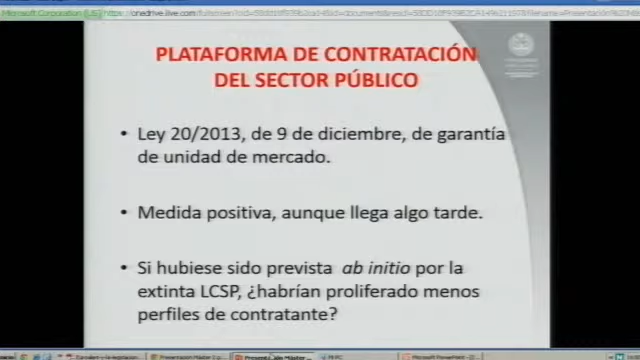 PLATAFORMA DE CONTRATACIÓN
DEL SECTOR PÚBLICO
• Ley 20/2013, de 9 de diciembre, de garantía
de unidad de mercado.
• Medida positiva, aunque llega algo tarde.
• Si hubiese sido prevista ab initio por la
extinta LCSP, ¿habrían proliferado menos
perfiles de contratante?